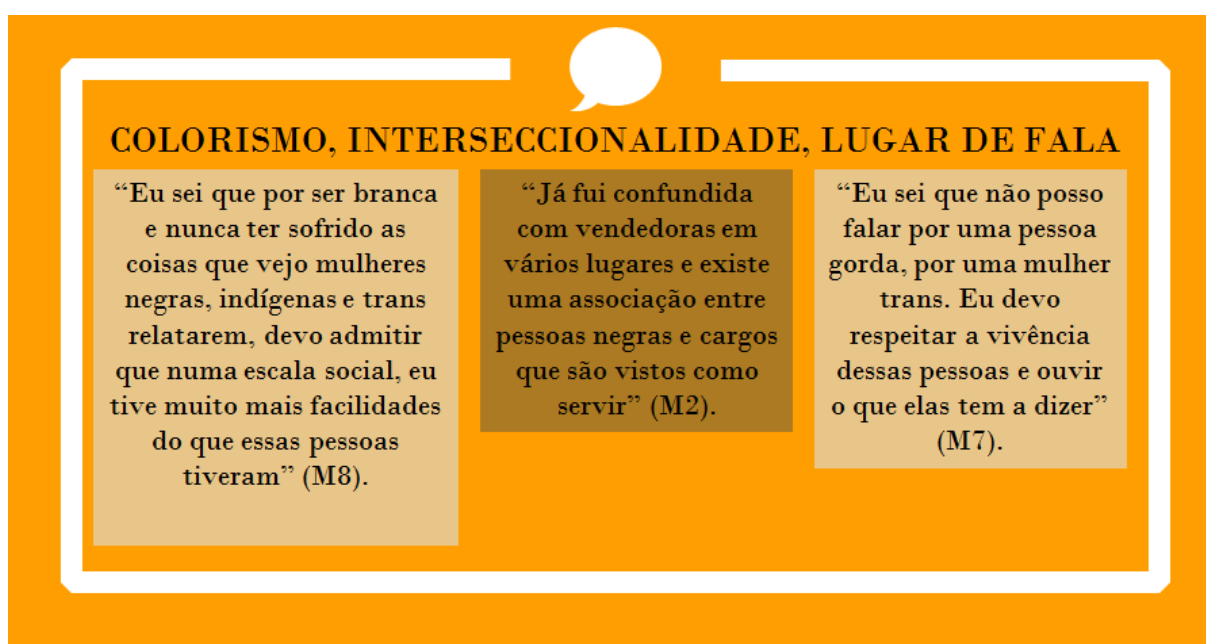 COLORISMO, INTERSECCIONALIDADE, LUGAR DE FALA
“Eu sei que por ser branca
e nunca ter sofrido as
coisas que vejo mulheres
negras, indígenas e trans
relatarem, devo admitir
que numa escala social, eu
tive muito mais facilidades
do que essas pessoas
tiveram” (M8).
“Já fui confundida
com vendedoras em
vários lugares e existe
uma associação entre
pessoas negras e cargos
que são vistos como
servir” (M2).
“Eu sei que não posso
falar por uma pessoa
gorda, por uma mulher
trans. Eu devo
respeitar a vivência
dessas pessoas e ouvir
o que elas tem a dizer”
(M7).